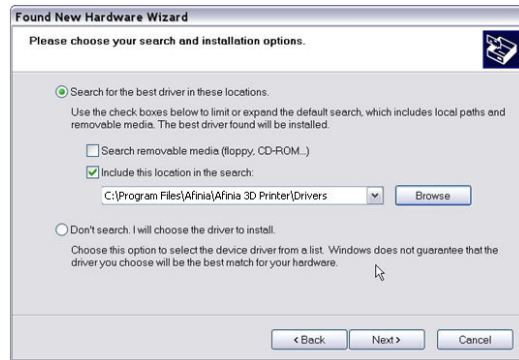 Found New Hardware Wizard
Please choose your search and installation options.
Search for the best driver in these locations.
Use the check boxes below to limit or expand the default search, which includes local paths and
removable media. The best driver found will be installed.
Search removable media (floppy, CD-ROM...)
Include this location in the search:
C:\Program Files\Afinia\Afinia 3D Printer\Drivers
Browse
Don't search. I will choose the driver to install.
Choose this option to select the device driver from a list. Windows does not guarantee that the
driver you choose will be the best match for your hardware.
< Back
Next >
Cancel